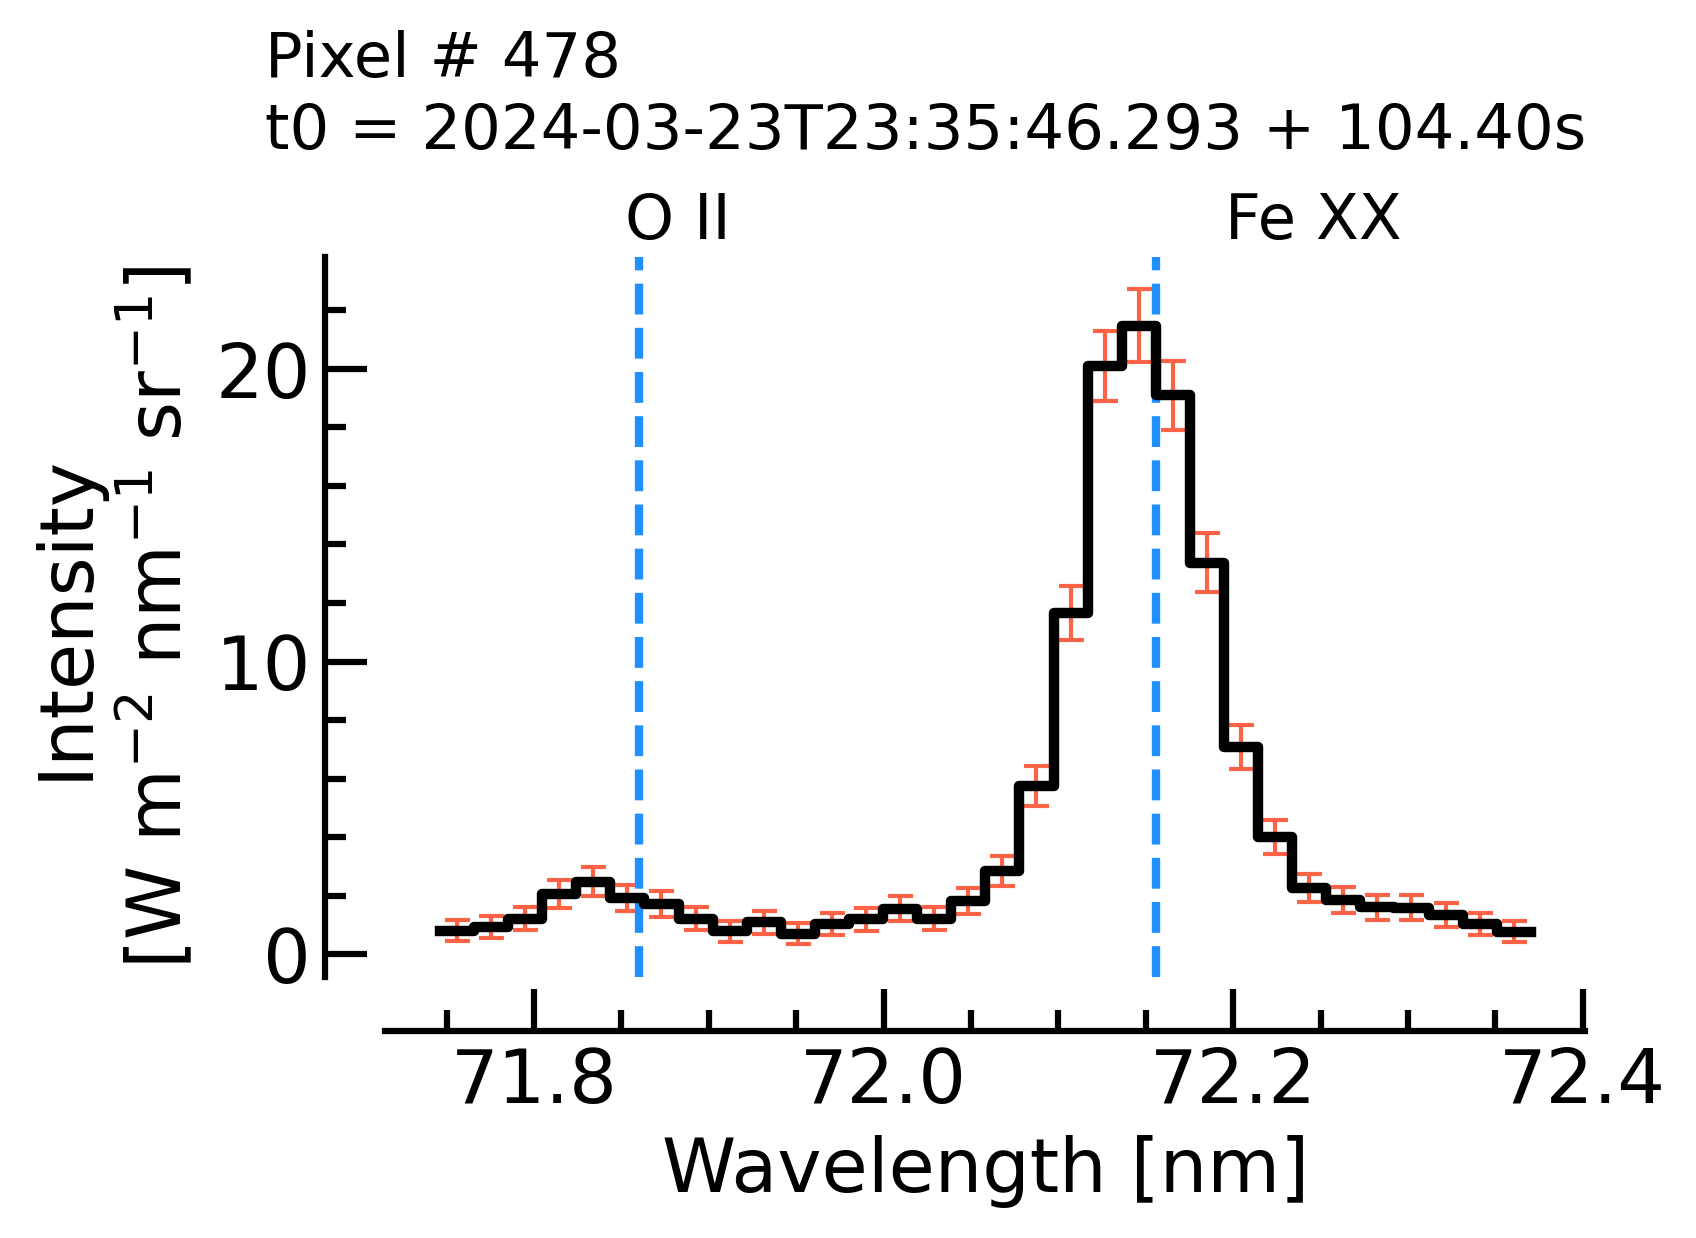 Pixel # 478
t0 = 2024-03-23T23:35:46.293 + 104.40s
O II Fe XX
Intensity
[W m⁻² nm⁻¹ sr⁻¹]
20
10
0
71.8 72.0 72.2 72.4
Wavelength [nm]